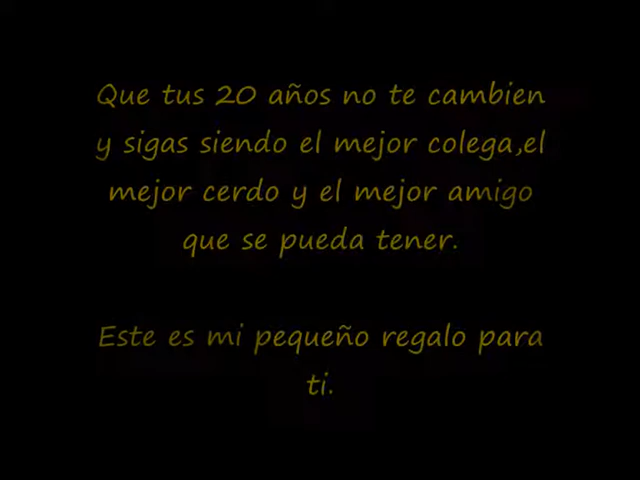 Que tus 20 años no te cambien
y sigas siendo el mejor colega,el
mejor cerdo y el mejor amigo
que se pueda tener.
Este es mi pequeño regalo para
ti.